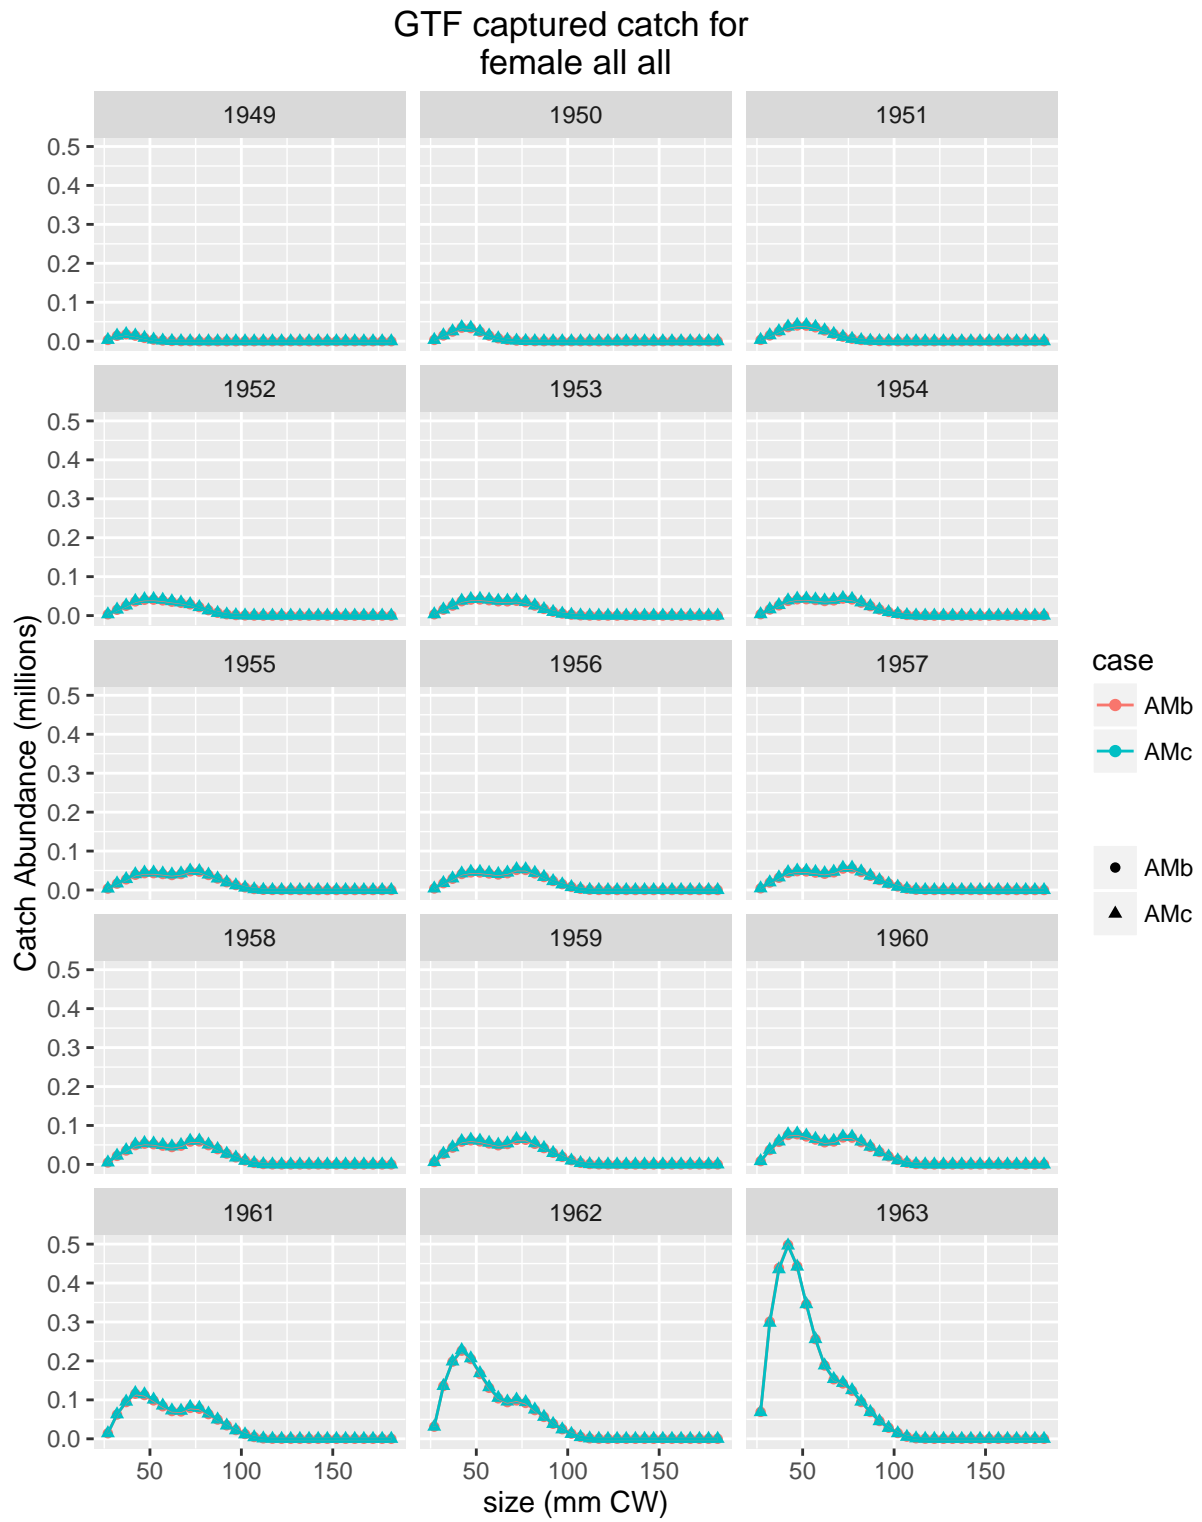 GTF captured catch for
female all all
1949 1950 1951
0.5
0.4
0.3
0.2
0.1
0.0
1952 1953 1954
0.5
0.4
0.3
0.2
0.1
0.0
1955 1956 1957
0.5
0.4
0.3
0.2
0.1
0.0
1958 1959 1960
0.5
0.4
0.3
0.2
0.1
0.0
1961 1962 1963
0.5
0.4
0.3
0.2
0.1
0.0
50 100 150 50 100 150 50 100 150
size (mm CW)
Catch Abundance (millions)
case
AMb
AMc
AMb
AMc